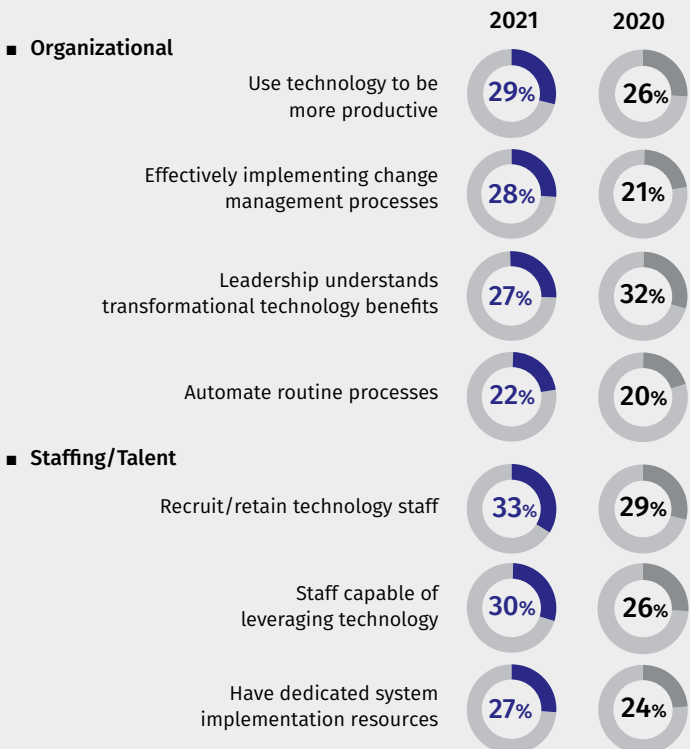 2021 2020
■ Organizational
Use technology to be
more productive
29% 26%
Effectively implementing change
management processes
28% 21%
Leadership understands
transformational technology benefits
27% 32%
Automate routine processes 22% 20%
■ Staffing/Talent
Recruit/retain technology staff 33% 29%
Staff capable of
leveraging technology
30% 26%
Have dedicated system
implementation resources
27% 24%